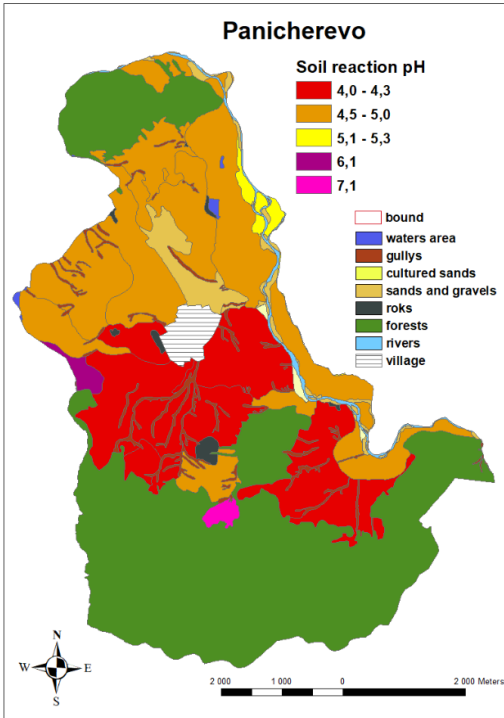 Panicherevo
Soil reaction pH
4,0 - 4,3
4,5 - 5,0
5,1 - 5,3
6,1
7,1
bound
waters area
gullys
cultured sands
sands and gravels
roks
forests
rivers
village
N
W E
S
2 000 1 000 0 2 000 Meters